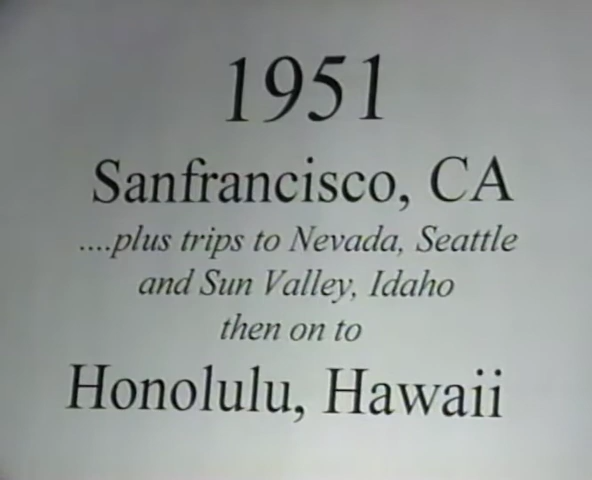 1951
Sanfrancisco, CA
....plus trips to Nevada, Seattle
and Sun Valley, Idaho
then on to
Honolulu, Hawaii